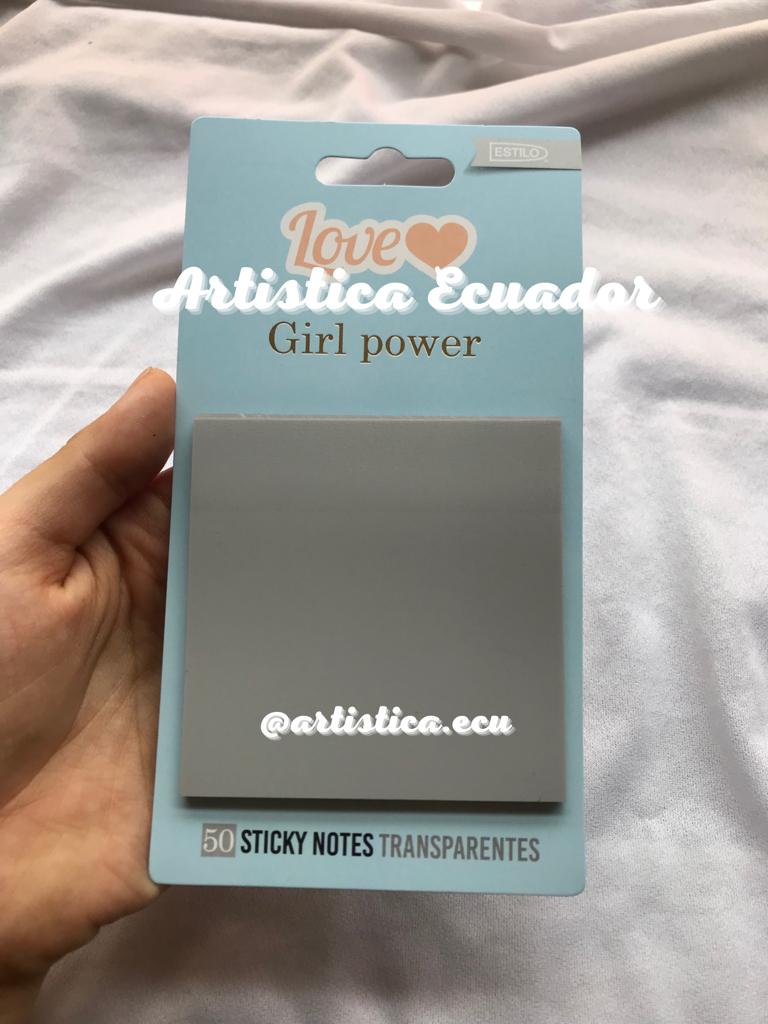 ESTILO
Love
Artistica Ecuador
Girl power
@artistica.ecu
50 STICKY NOTES TRANSPARENTES